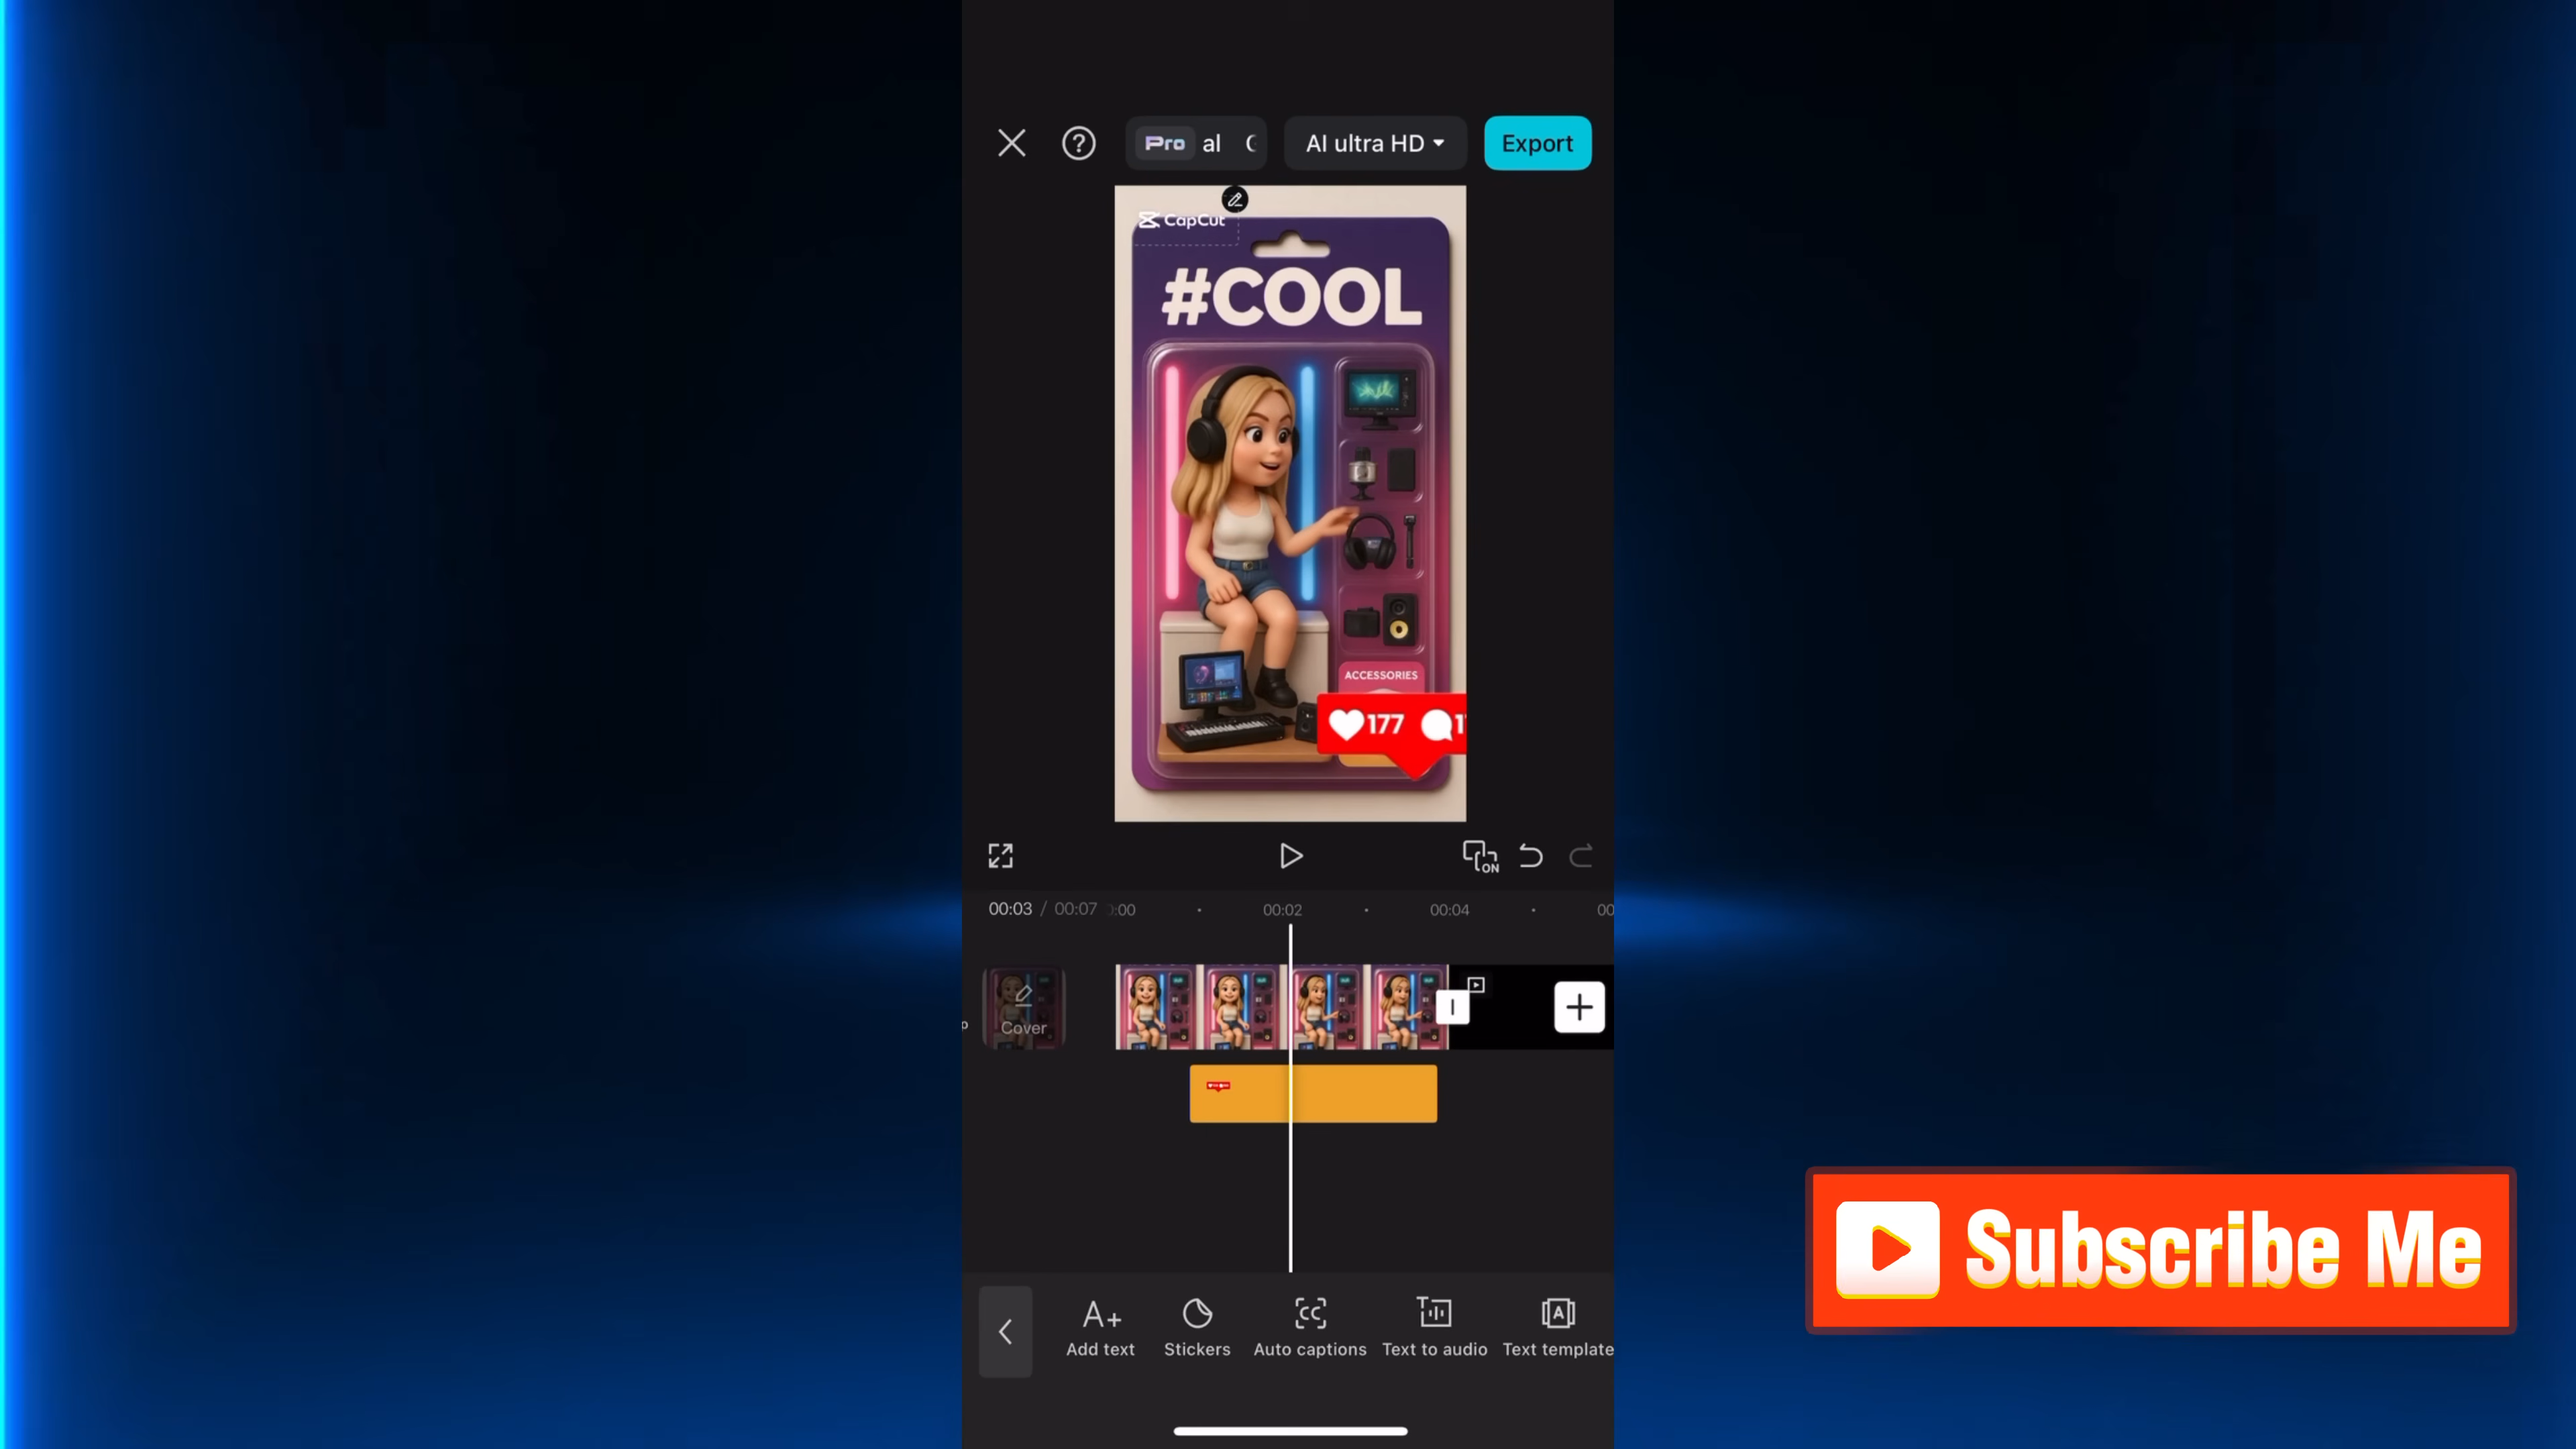 Pro al
AI ultra HD
Export
CapCut
#COOL
ACCESSORIES
177
00:03 / 00:07
00:02
00:04
Cover
ON
Add text
Stickers
Auto captions
Text to audio
Text template
Subscribe Me